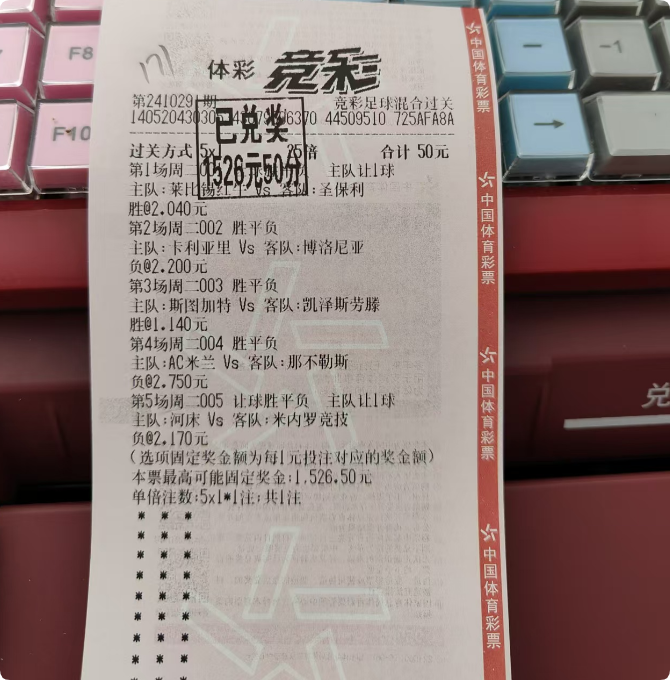 体彩 竞彩
第241029 期 竞彩足球混合过关
44509510 725AFA8A
已兑奖
1526元50分
过关方式 5x1 25倍 合计 50元
第1场周二 主队让1球
主队:莱比锡红牛 Vs 客队:圣保利
胜@2.040元
第2场周二002 胜平负
主队:卡利亚里 Vs 客队:博洛尼亚
负@2.200元
第3场周二003 胜平负
主队:斯图加特 Vs 客队:凯泽斯劳滕
胜@1.140元
第4场周二004 胜平负
主队:AC米兰 Vs 客队:那不勒斯
负@2.750元
第5场周二005 让球胜平负 主队让1球
主队:河床 Vs 客队:米内罗竞技
负@2.170元
(选项固定奖金额为每1元投注对应的奖金额)
本票最高可能固定奖金:1,526.50元
单倍注数:5x1*1注;共1注
中国体育彩票
中国体育彩票
中国体育彩票
中国体育彩票
F8
F10
−
−1
→
兑